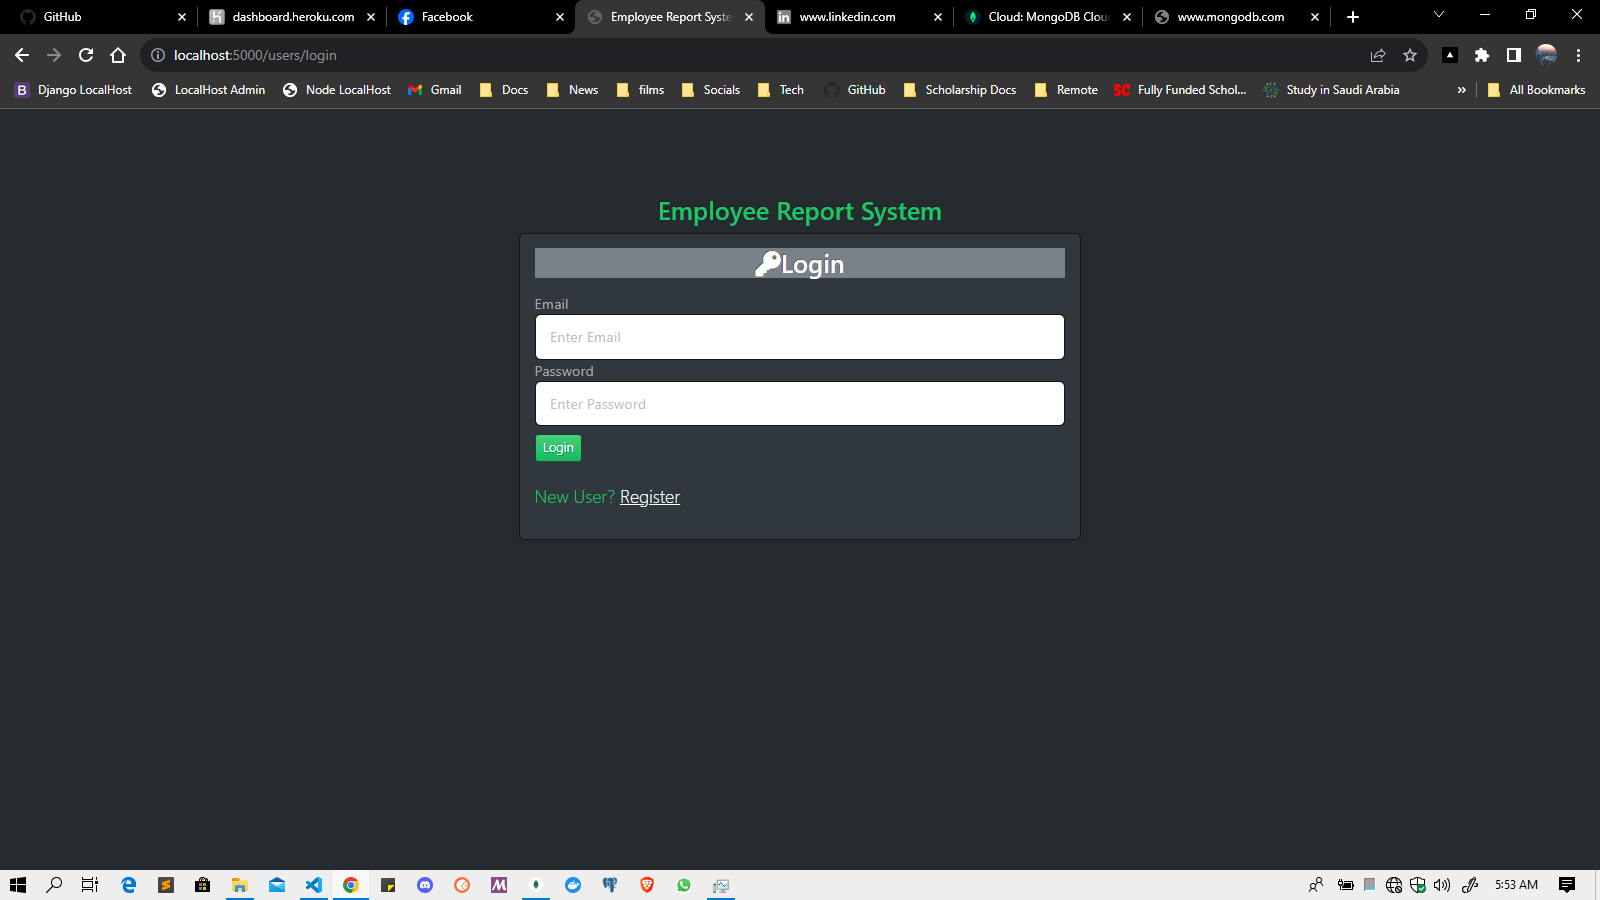 GitHub
dashboard.heroku.com
Facebook
Employee Report Syste
www.linkedin.com
Cloud: MongoDB Clou
www.mongodb.com
localhost:5000/users/login
Django LocalHost
LocalHost Admin
Node LocalHost
Gmail
Docs
News
films
Socials
Tech
GitHub
Scholarship Docs
Remote
SC
Fully Funded Schol...
Study in Saudi Arabia
»
All Bookmarks
Employee Report System
Login
Email
Enter Email
Password
Enter Password
Login
New User? Register
5:53 AM